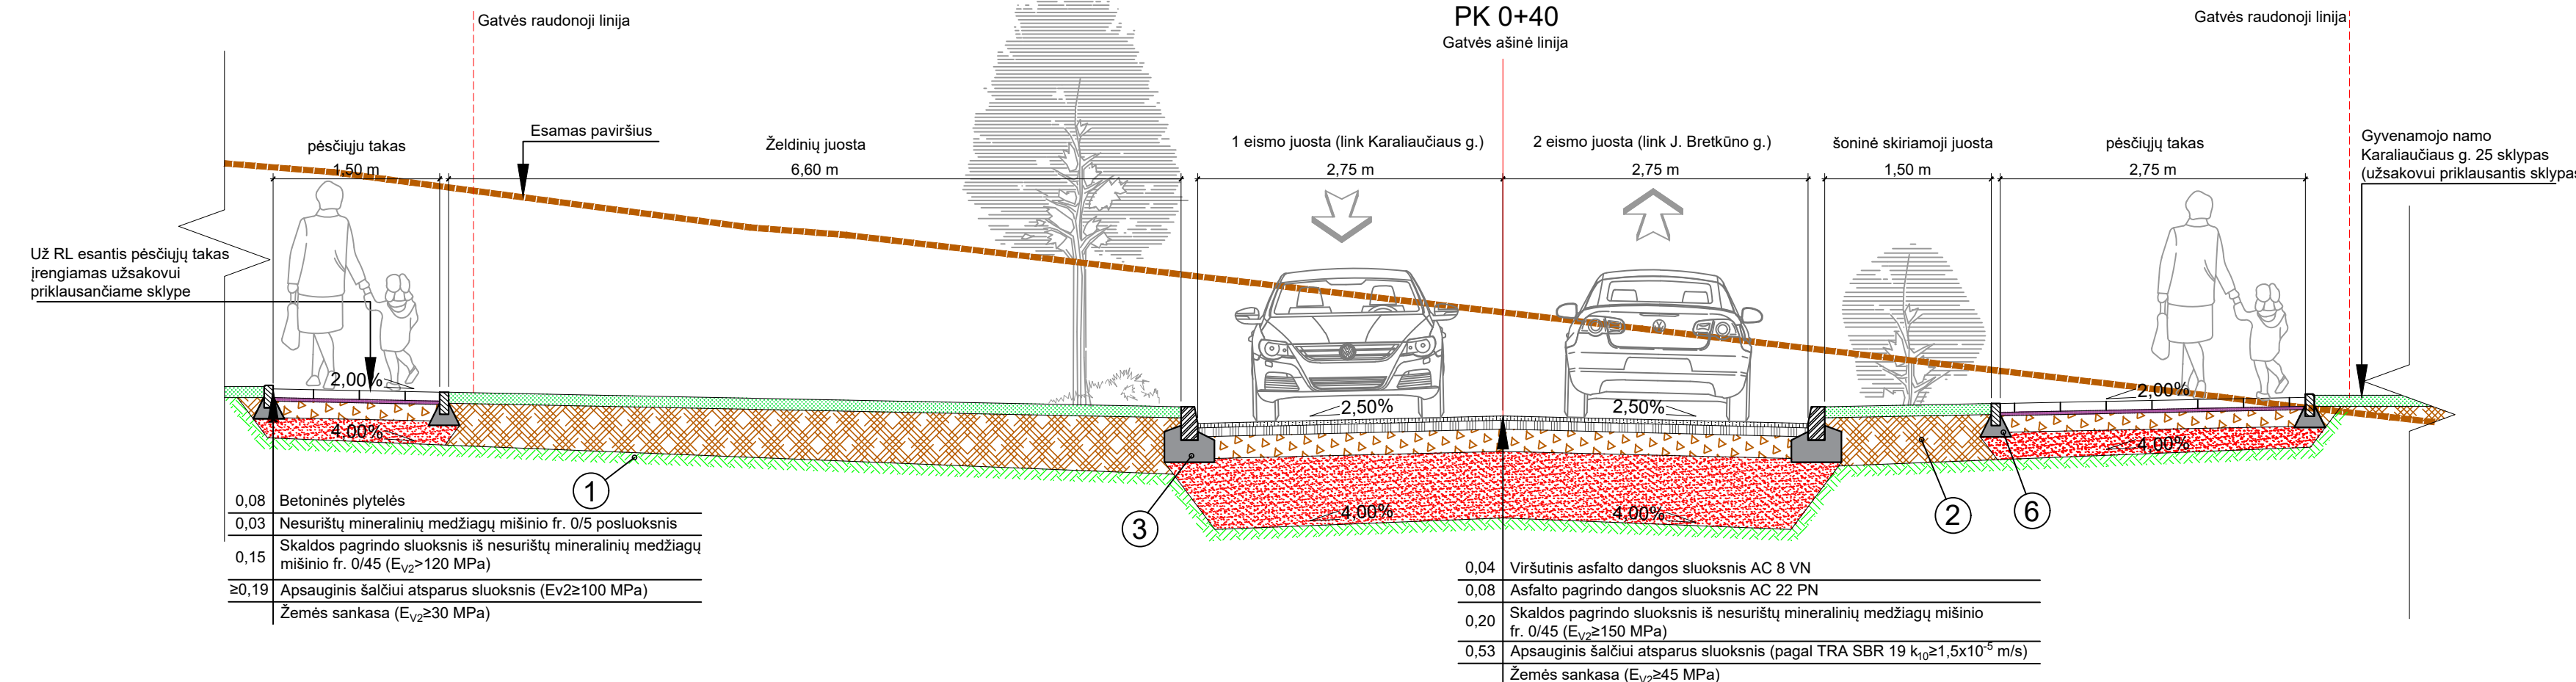 Gatvės raudonoji linija
PK 0+40
Gatvės ašinė linija
Gatvės raudonoji linija
Esamas paviršius
pėsčiųju takas
1,50 m
Želdinių juosta
6,60 m
1 eismo juosta (link Karaliaučiaus g.)
2,75 m
2 eismo juosta (link J. Bretkūno g.)
2,75 m
šoninė skiriamoji juosta
1,50 m
pėsčiųjų takas
2,75 m
Gyvenamojo namo
Karaliaučiaus g. 25 sklypas
(užsakovui priklausantis sklypas
Už RL esantis pėsčiųjų takas
įrengiamas užsakovui
priklausančiame sklype
2,00%
4,00%
2,50%
2,50%
4,00%
4,00%
2,00%
4,00%
1
3
2
6
0,08 Betoninės plytelės
0,03 Nesurištų mineralinių medžiagų mišinio fr. 0/5 posluoksnis
0,15 Skaldos pagrindo sluoksnis iš nesurištų mineralinių medžiagų
mišinio fr. 0/45 (EV2>120 MPa)
≥0,19 Apsauginis šalčiui atsparus sluoksnis (Ev2≥100 MPa)
Žemės sankasa (EV2≥30 MPa)
0,04 Viršutinis asfalto dangos sluoksnis AC 8 VN
0,08 Asfalto pagrindo dangos sluoksnis AC 22 PN
0,20 Skaldos pagrindo sluoksnis iš nesurištų mineralinių medžiagų mišinio
fr. 0/45 (EV2≥150 MPa)
0,53 Apsauginis šalčiui atsparus sluoksnis (pagal TRA SBR 19 k10≥1,5x10-5 m/s)
Žemės sankasa (EV2≥45 MPa)